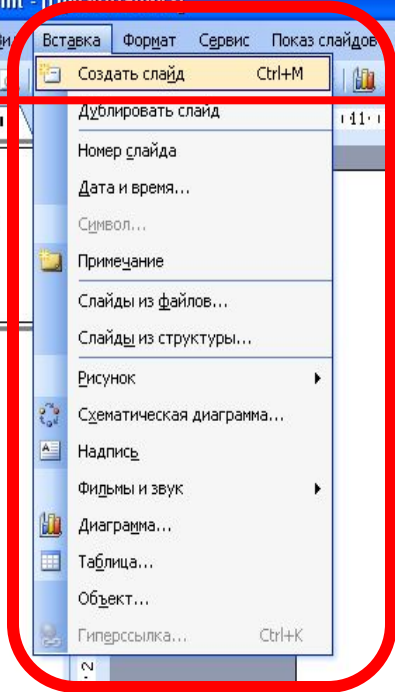 Вставка Формат Сервис Показ слайдов
Создать слайд Ctrl+M
Дублировать слайд
Номер слайда
Дата и время...
Символ...
Примечание
Слайды из файлов...
Слайды из структуры...
Рисунок
Схематическая диаграмма...
Надпись
Фильмы и звук
Диаграмма...
Таблица...
Объект...
Гиперссылка... Ctrl+K